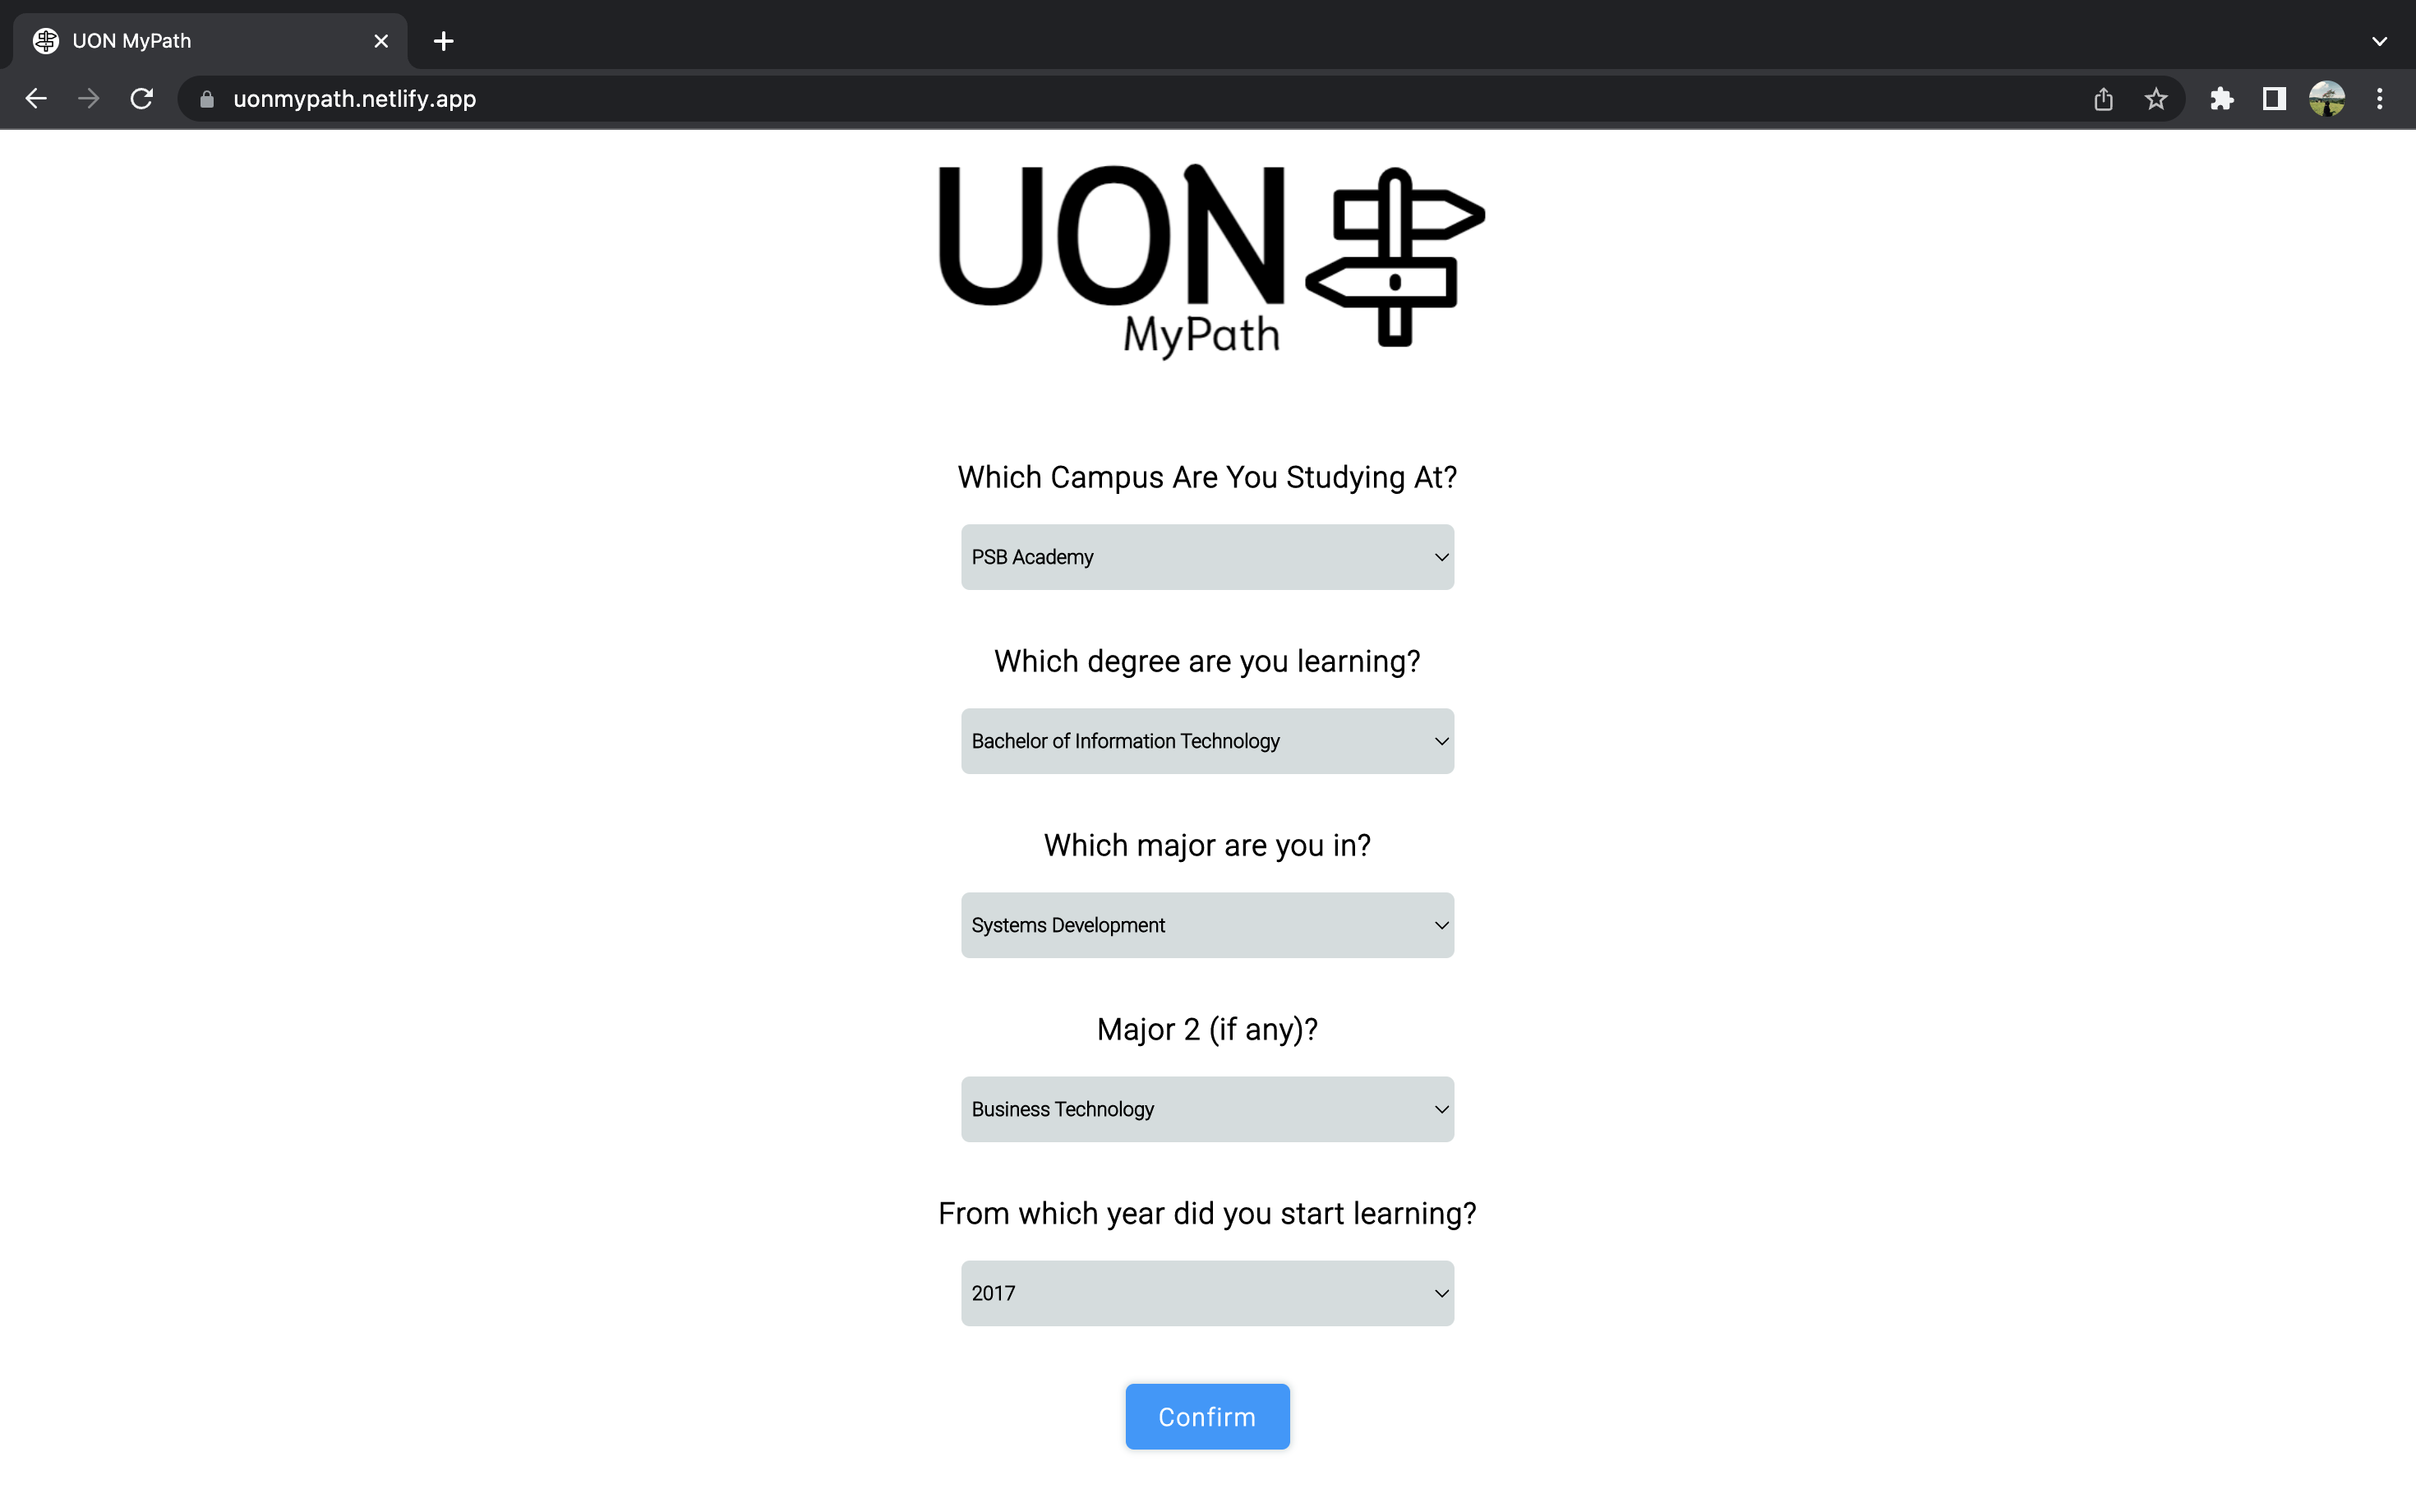 UON MyPath
uonmypath.netlify.app
UON
MyPath
Which Campus Are You Studying At?
PSB Academy
Which degree are you learning?
Bachelor of Information Technology
Which major are you in?
Systems Development
Major 2 (if any)?
Business Technology
From which year did you start learning?
2017
Confirm